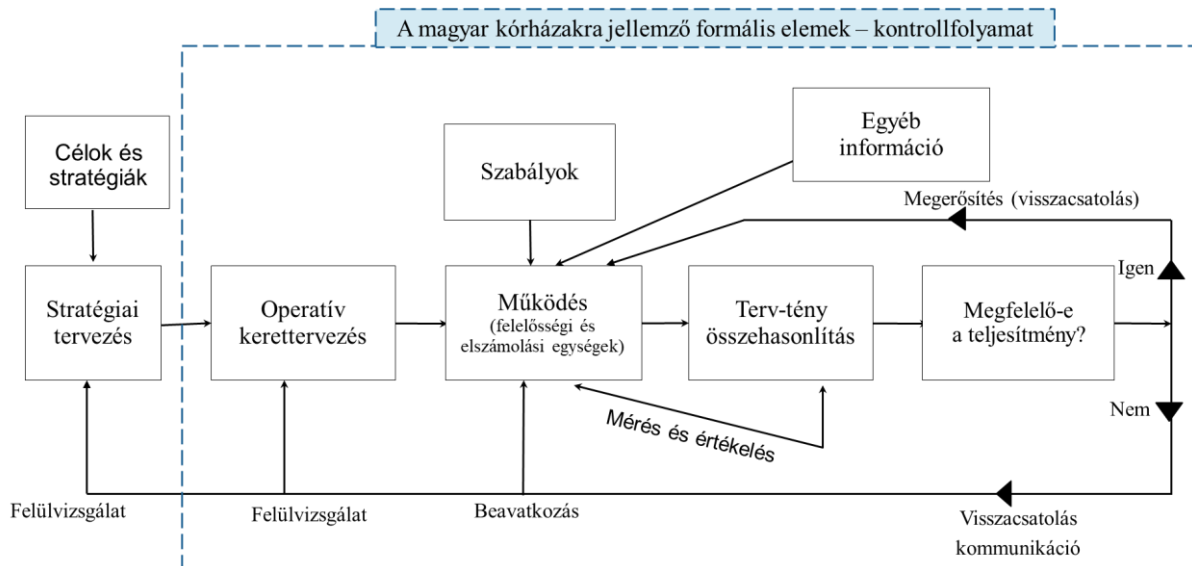 A magyar kórházakra jellemző formális elemek – kontrollfolyamat
Célok és
stratégiák
Szabályok
Egyéb
információ
Megerősítés (visszacsatolás)
Igen
Stratégiai
tervezés
Operatív
kerettervezés
Működés
(felelősségi és
elszámolási egységek)
Terv-tény
összehasonlítás
Megfelelő-e
a teljesítmény?
Nem
Mérés és értékelés
Felülvizsgálat
Felülvizsgálat
Beavatkozás
Visszacsatolás
kommunikáció